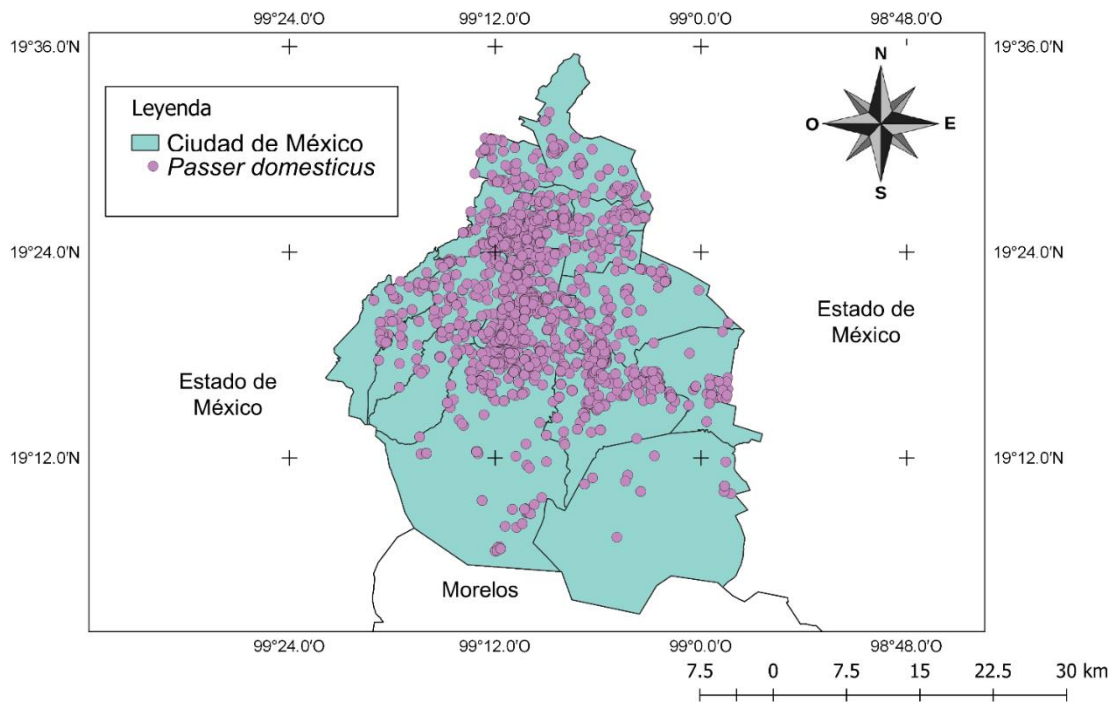 99°24.0'O 99°12.0'O 99°00.0'O 98°48.0'O
19°36.0'N 19°36.0'N
N
O E
S
Leyenda
Ciudad de México
Passer domesticus
19°24.0'N 19°24.0'N
Estado de
México
Estado de
México
19°12.0'N 19°12.0'N
Morelos
99°24.0'O 99°12.0'O 99°00.0'O 98°48.0'O
7.5 0 7.5 15 22.5 30 km